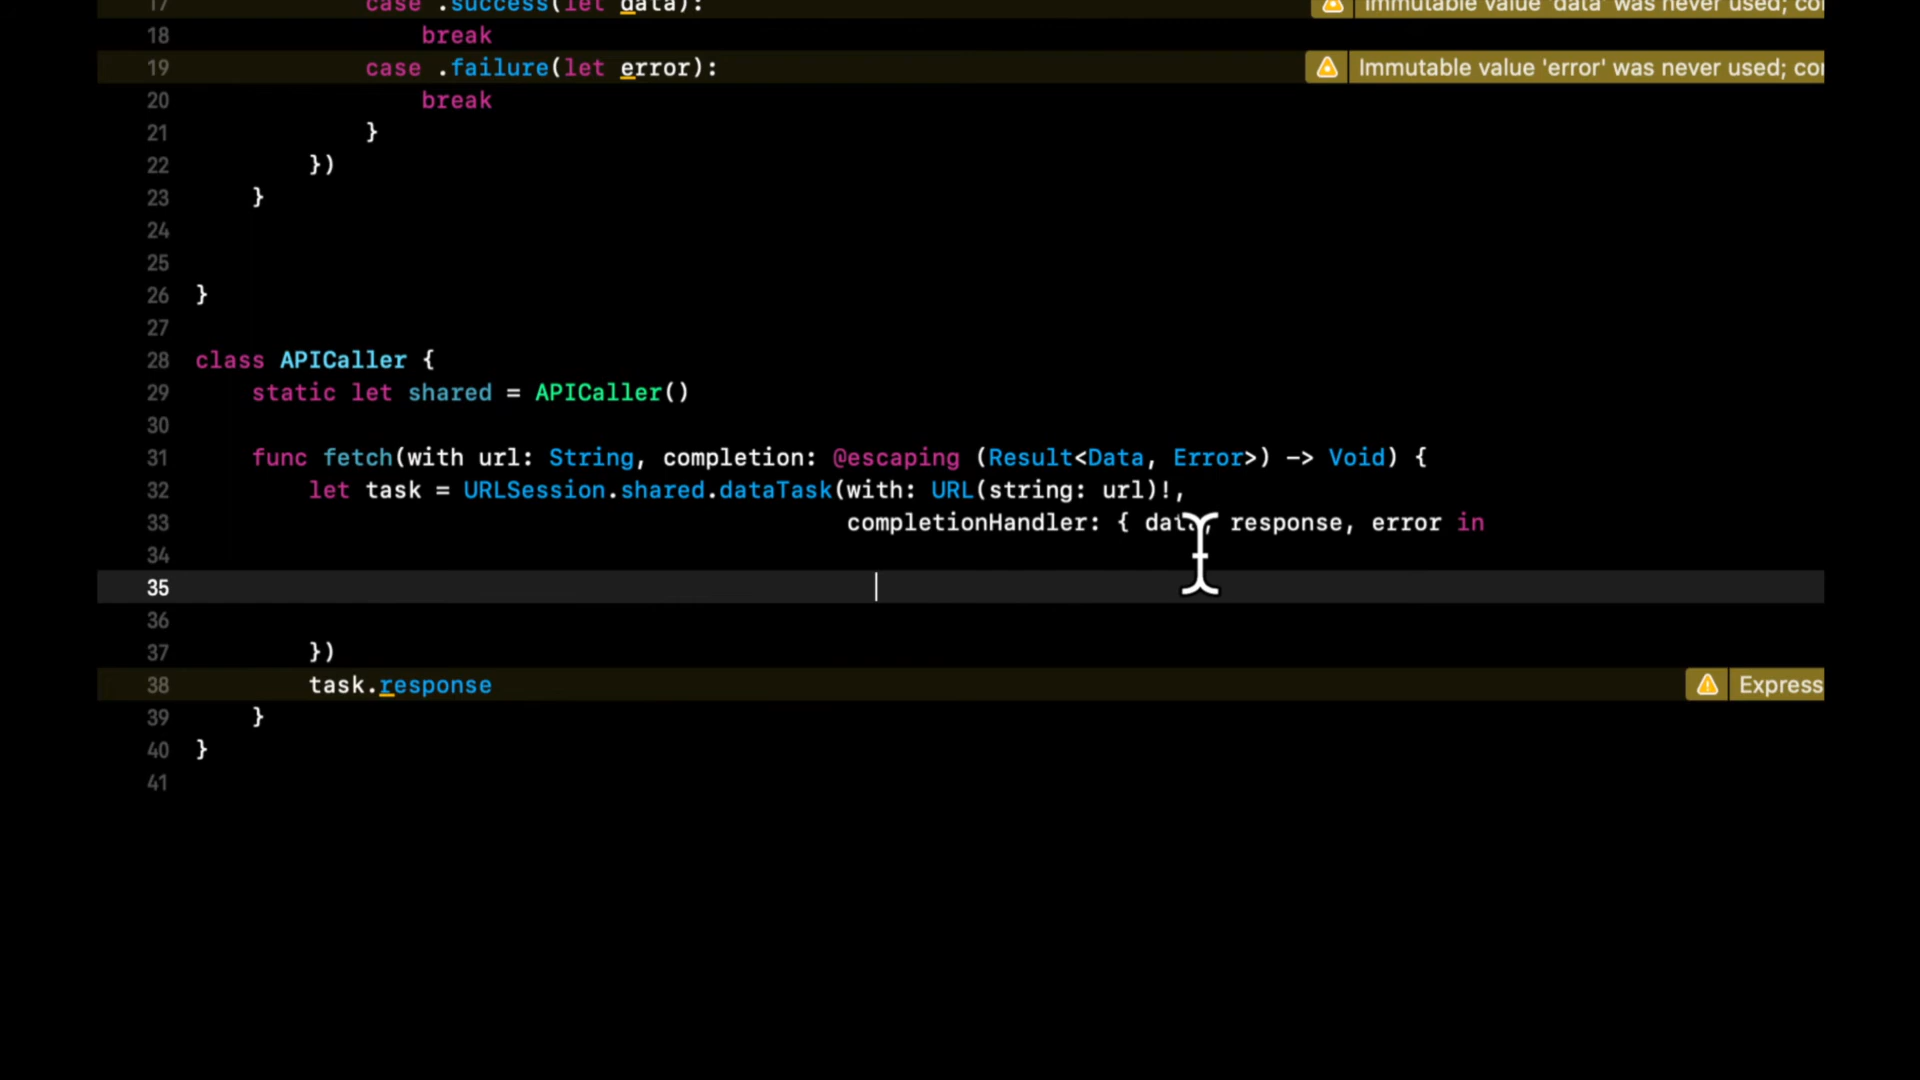 17 case .success(let data): Immutable value 'data' was never used; co
18 break
19 case .failure(let error): Immutable value 'error' was never used; co
20 break
21 }
22 })
23 }
24
25
26 }
27
28 class APICaller {
29 static let shared = APICaller()
30
31 func fetch(with url: String, completion: @escaping (Result<Data, Error>) -> Void) {
32 let task = URLSession.shared.dataTask(with: URL(string: url)!,
33 completionHandler: { data, response, error in
34
35
36
37 })
38 task.response Express
39 }
40 }
41